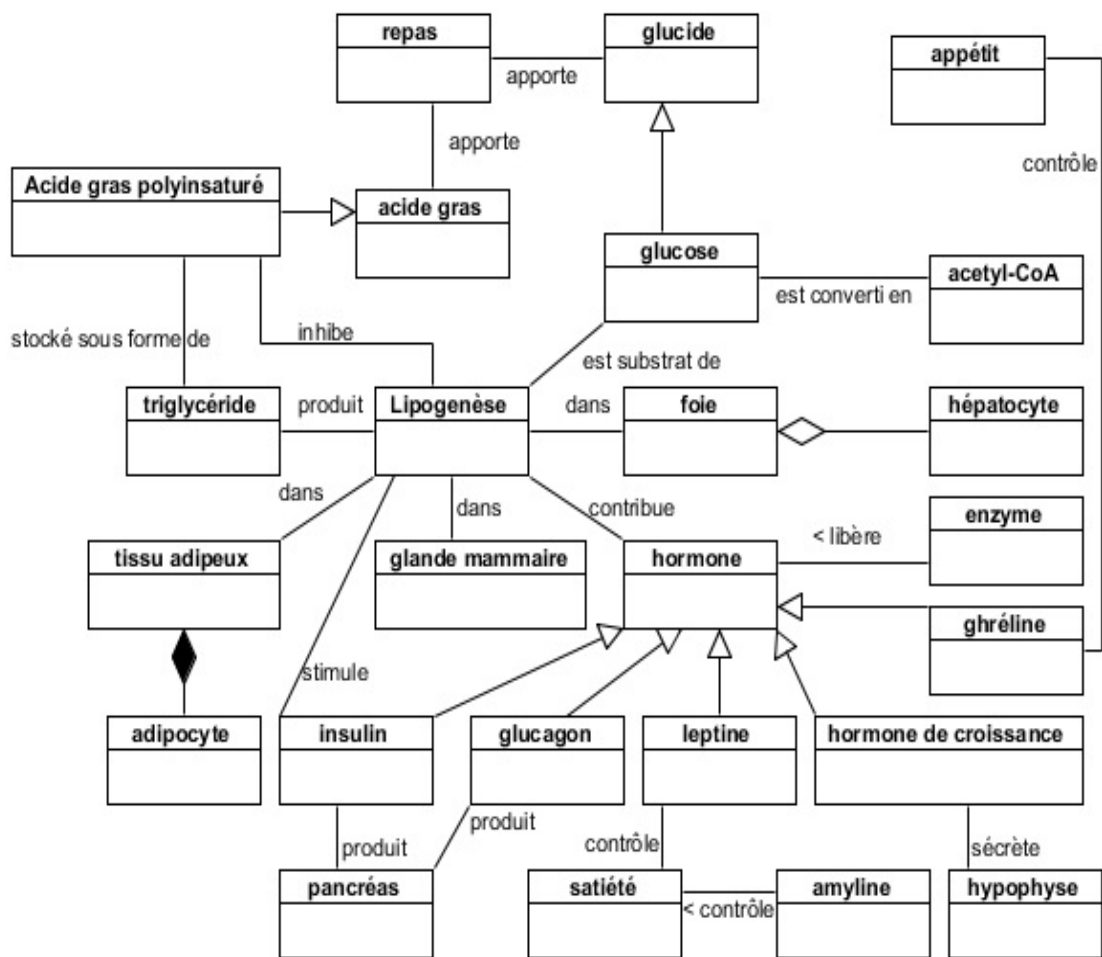 repas
glucide
appétit
apporte
apporte
contrôle
Acide gras polyinsaturé
acide gras
glucose
acetyl-CoA
est converti en
stocké sous forme de
inhibe
est substrat de
triglycéride
produit
Lipogenèse
dans
foie
hépatocyte
dans
dans
contribue
enzyme
< libère
tissu adipeux
glande mammaire
hormone
ghréline
stimule
adipocyte
insulin
glucagon
leptine
hormone de croissance
produit
produit
contrôle
sécrète
pancréas
satiété
< contrôle
amyline
hypophyse